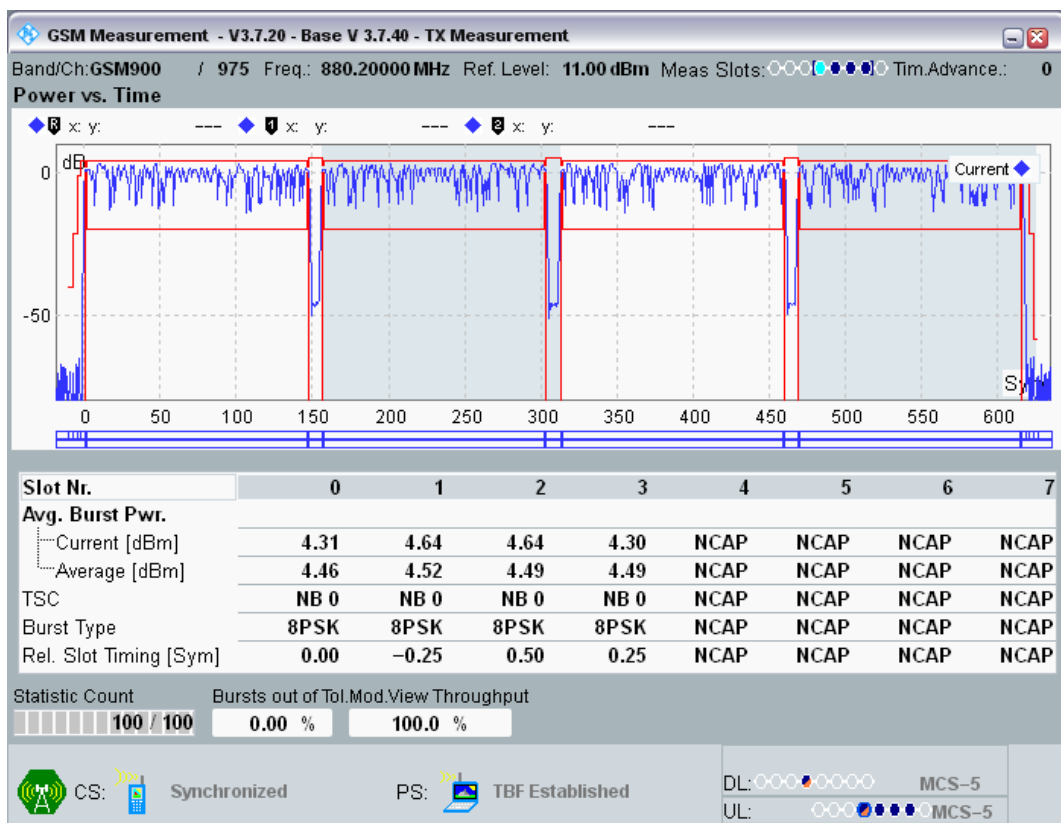 GSM Measurement - V3.7.20 - Base V 3.7.40 - TX Measurement
Band/Ch:GSM900 / 975 Freq.: 880.20000 MHz Ref. Level: 11.00 dBm Meas Slots: Tim.Advance.: 0
Power vs. Time
R x: y: --- 1 x: y: --- 2 x: y: ---
dB
Current
0
-50
0 50 100 150 200 250 300 350 400 450 500 550 600
Slot Nr. 0 1 2 3 4 5 6 7
Avg. Burst Pwr.
Current [dBm] 4.31 4.64 4.64 4.30 NCAP NCAP NCAP NCAP
Average [dBm] 4.46 4.52 4.49 4.49 NCAP NCAP NCAP NCAP
TSC NB 0 NB 0 NB 0 NB 0 NCAP NCAP NCAP NCAP
Burst Type 8PSK 8PSK 8PSK 8PSK NCAP NCAP NCAP NCAP
Rel. Slot Timing [Sym] 0.00 −0.25 0.50 0.25 NCAP NCAP NCAP NCAP
Statistic Count Bursts out of Tol.Mod.View Throughput
100 / 100 0.00 % 100.0 %
CS: Synchronized PS: TBF Established
DL: MCS−5
UL: MCS−5